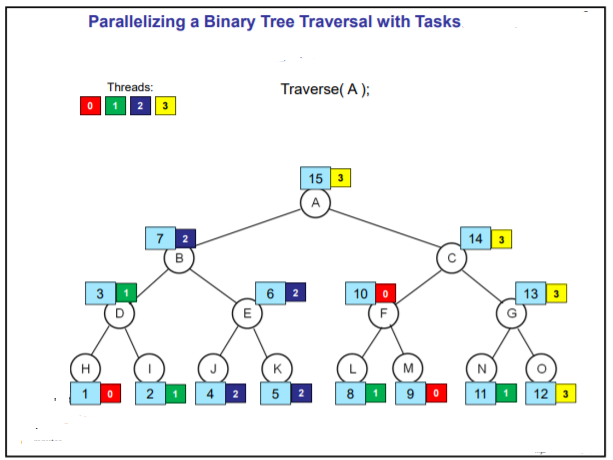 Parallelizing a Binary Tree Traversal with Tasks
Threads:
0 1 2 3
Traverse( A );
15 3
A
7 2
B
14 3
C
3 1
D
6 2
E
10 0
F
13 3
G
H
I
J
K
L
M
N
O
1 0
2 1
4 2
5 2
8 1
9 0
11 1
12 3